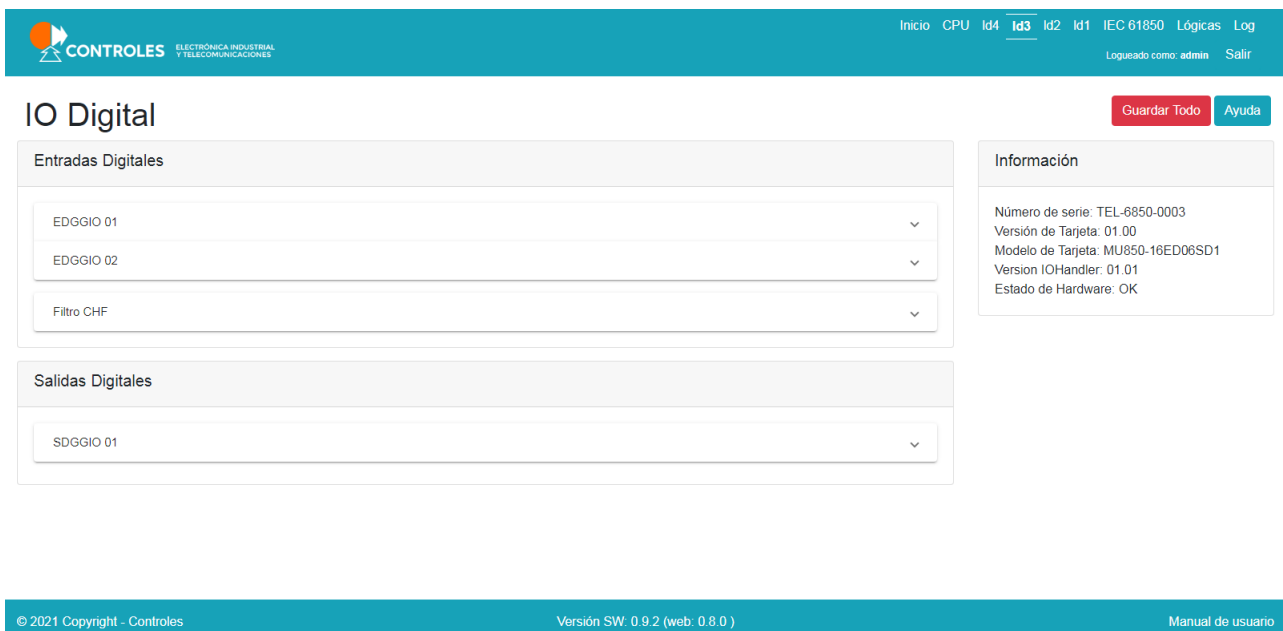 CONTROLES ELECTRÓNICA INDUSTRIAL
Y TELECOMUNICACIONES
Inicio CPU Id4 Id3 Id2 Id1 IEC 61850 Lógicas Log
Logueado como: admin Salir
IO Digital
Guardar Todo Ayuda
Entradas Digitales
EDGGIO 01
EDGGIO 02
Filtro CHF
Salidas Digitales
SDGGIO 01
Información
Número de serie: TEL-6850-0003
Versión de Tarjeta: 01.00
Modelo de Tarjeta: MU850-16ED06SD1
Version IOHandler: 01.01
Estado de Hardware: OK
© 2021 Copyright - Controles
Versión SW: 0.9.2 (web: 0.8.0 )
Manual de usuario